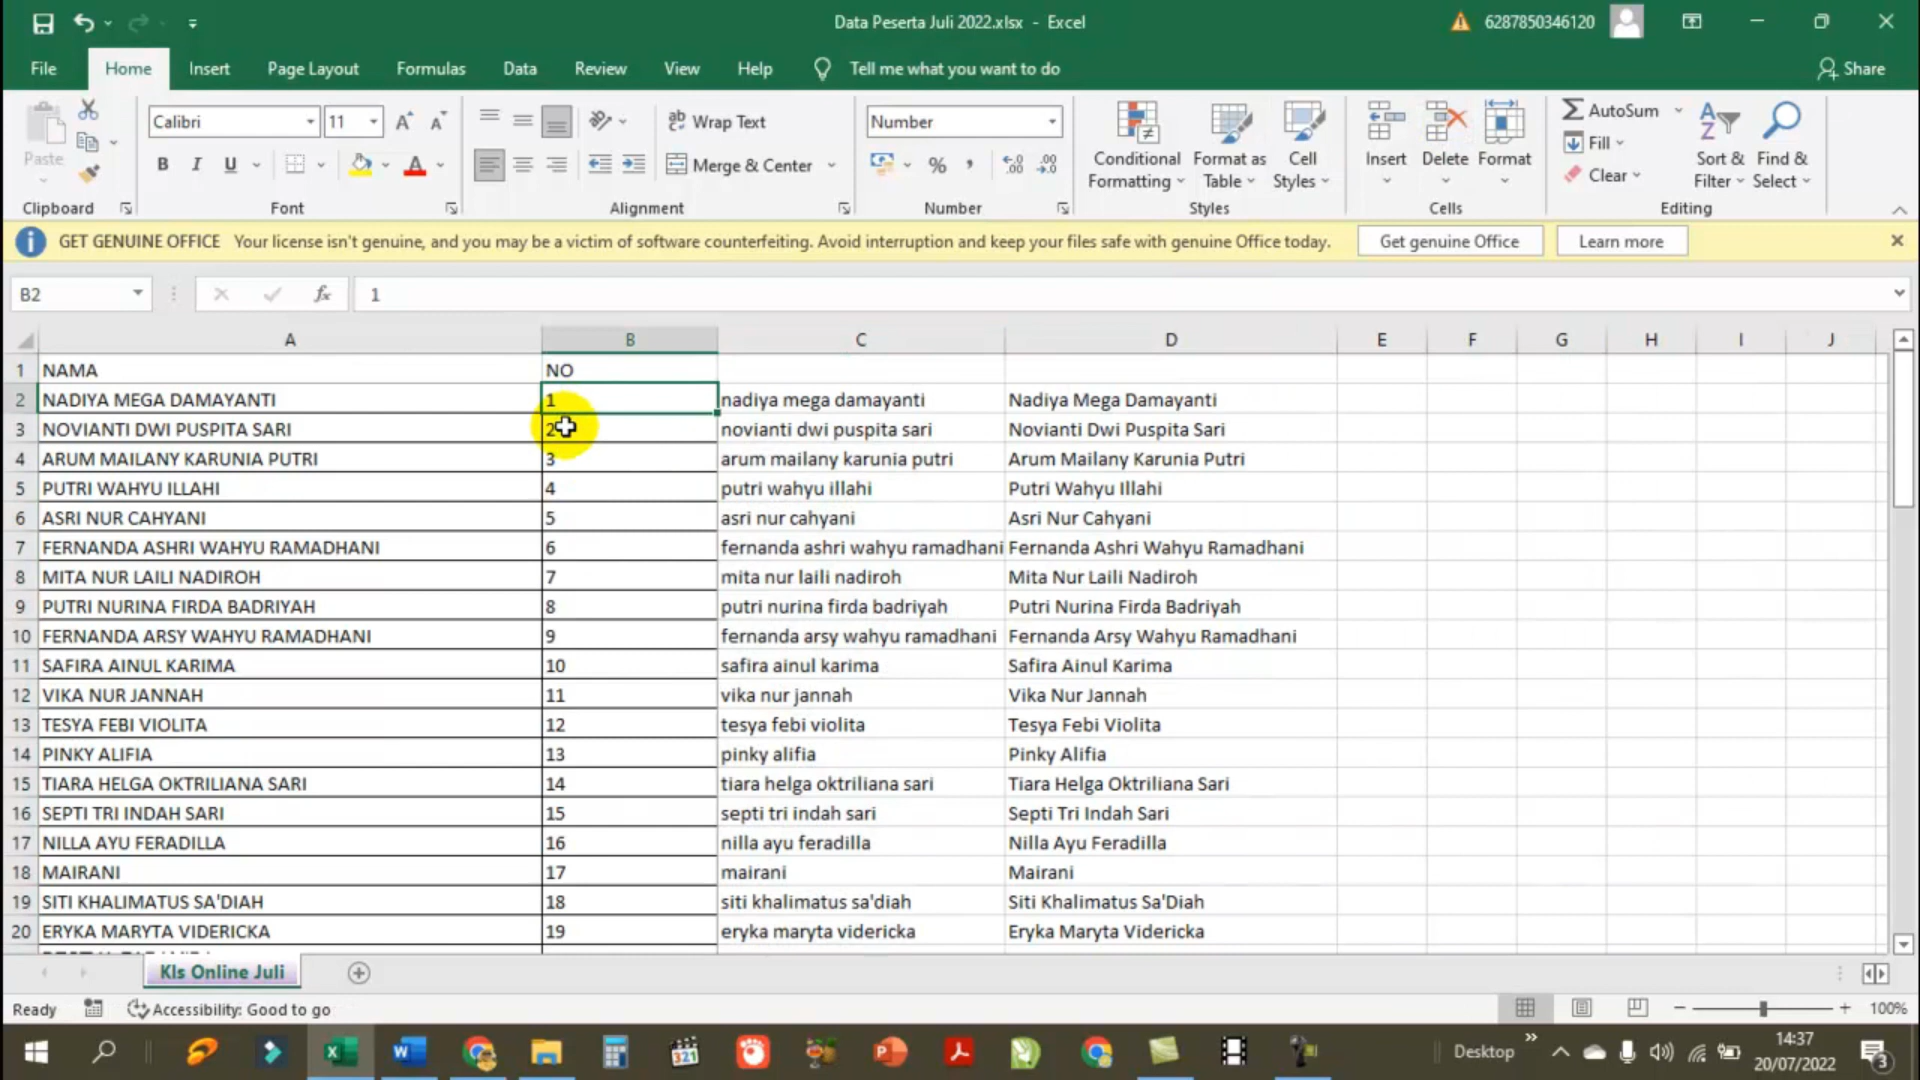 Data Peserta Juli 2022.xlsx - Excel
6287850346120
File Home Insert Page Layout Formulas Data Review View Help Tell me what you want to do Share
Calibri 11 Wrap Text Number AutoSum
Paste B I U Merge & Center % Conditional Formatting Format as Table Cell Styles Insert Delete Format Fill Clear Sort & Filter Find & Select
Clipboard Font Alignment Number Styles Cells Editing
GET GENUINE OFFICE Your license isn't genuine, and you may be a victim of software counterfeiting. Avoid interruption and keep your files safe with genuine Office today. Get genuine Office Learn more
B2 fx 1
A B C D E F G H I J
1 NAMA NO
2 NADIYA MEGA DAMAYANTI 1 nadiya mega damayanti Nadiya Mega Damayanti
3 NOVIANTI DWI PUSPITA SARI 2 novianti dwi puspita sari Novianti Dwi Puspita Sari
4 ARUM MAILANY KARUNIA PUTRI 3 arum mailany karunia putri Arum Mailany Karunia Putri
5 PUTRI WAHYU ILLAHI 4 putri wahyu illahi Putri Wahyu Illahi
6 ASRI NUR CAHYANI 5 asri nur cahyani Asri Nur Cahyani
7 FERNANDA ASHRI WAHYU RAMADHANI 6 fernanda ashri wahyu ramadhani Fernanda Ashri Wahyu Ramadhani
8 MITA NUR LAILI NADIROH 7 mita nur laili nadiroh Mita Nur Laili Nadiroh
9 PUTRI NURINA FIRDA BADRIYAH 8 putri nurina firda badriyah Putri Nurina Firda Badriyah
10 FERNANDA ARSY WAHYU RAMADHANI 9 fernanda arsy wahyu ramadhani Fernanda Arsy Wahyu Ramadhani
11 SAFIRA AINUL KARIMA 10 safira ainul karima Safira Ainul Karima
12 VIKA NUR JANNAH 11 vika nur jannah Vika Nur Jannah
13 TESYA FEBI VIOLITA 12 tesya febi violita Tesya Febi Violita
14 PINKY ALIFIA 13 pinky alifia Pinky Alifia
15 TIARA HELGA OKTRILIANA SARI 14 tiara helga oktriliana sari Tiara Helga Oktriliana Sari
16 SEPTI TRI INDAH SARI 15 septi tri indah sari Septi Tri Indah Sari
17 NILLA AYU FERADILLA 16 nilla ayu feradilla Nilla Ayu Feradilla
18 MAIRANI 17 mairani Mairani
19 SITI KHALIMATUS SA'DIAH 18 siti khalimatus sa'diah Siti Khalimatus Sa'Diah
20 ERYKA MARYTA VIDERICKA 19 eryka maryta videricka Eryka Maryta Videricka
Kls Online Juli
Ready Accessibility: Good to go 100%
Desktop 14:37
20/07/2022 3